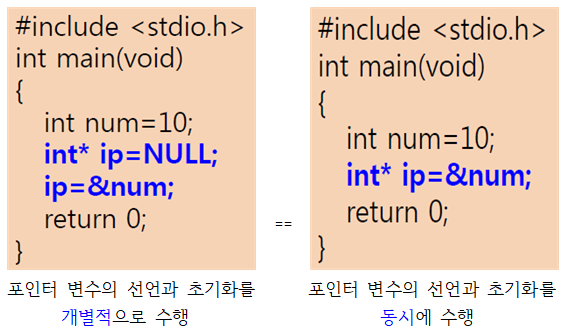 #include <stdio.h>
int main(void)
{
int num=10;
int* ip=NULL;
ip=&num;
return 0;
}
포인터 변수의 선언과 초기화를
개별적으로 수행
==
#include <stdio.h>
int main(void)
{
int num=10;
int* ip=&num;
return 0;
}
포인터 변수의 선언과 초기화를
동시에 수행